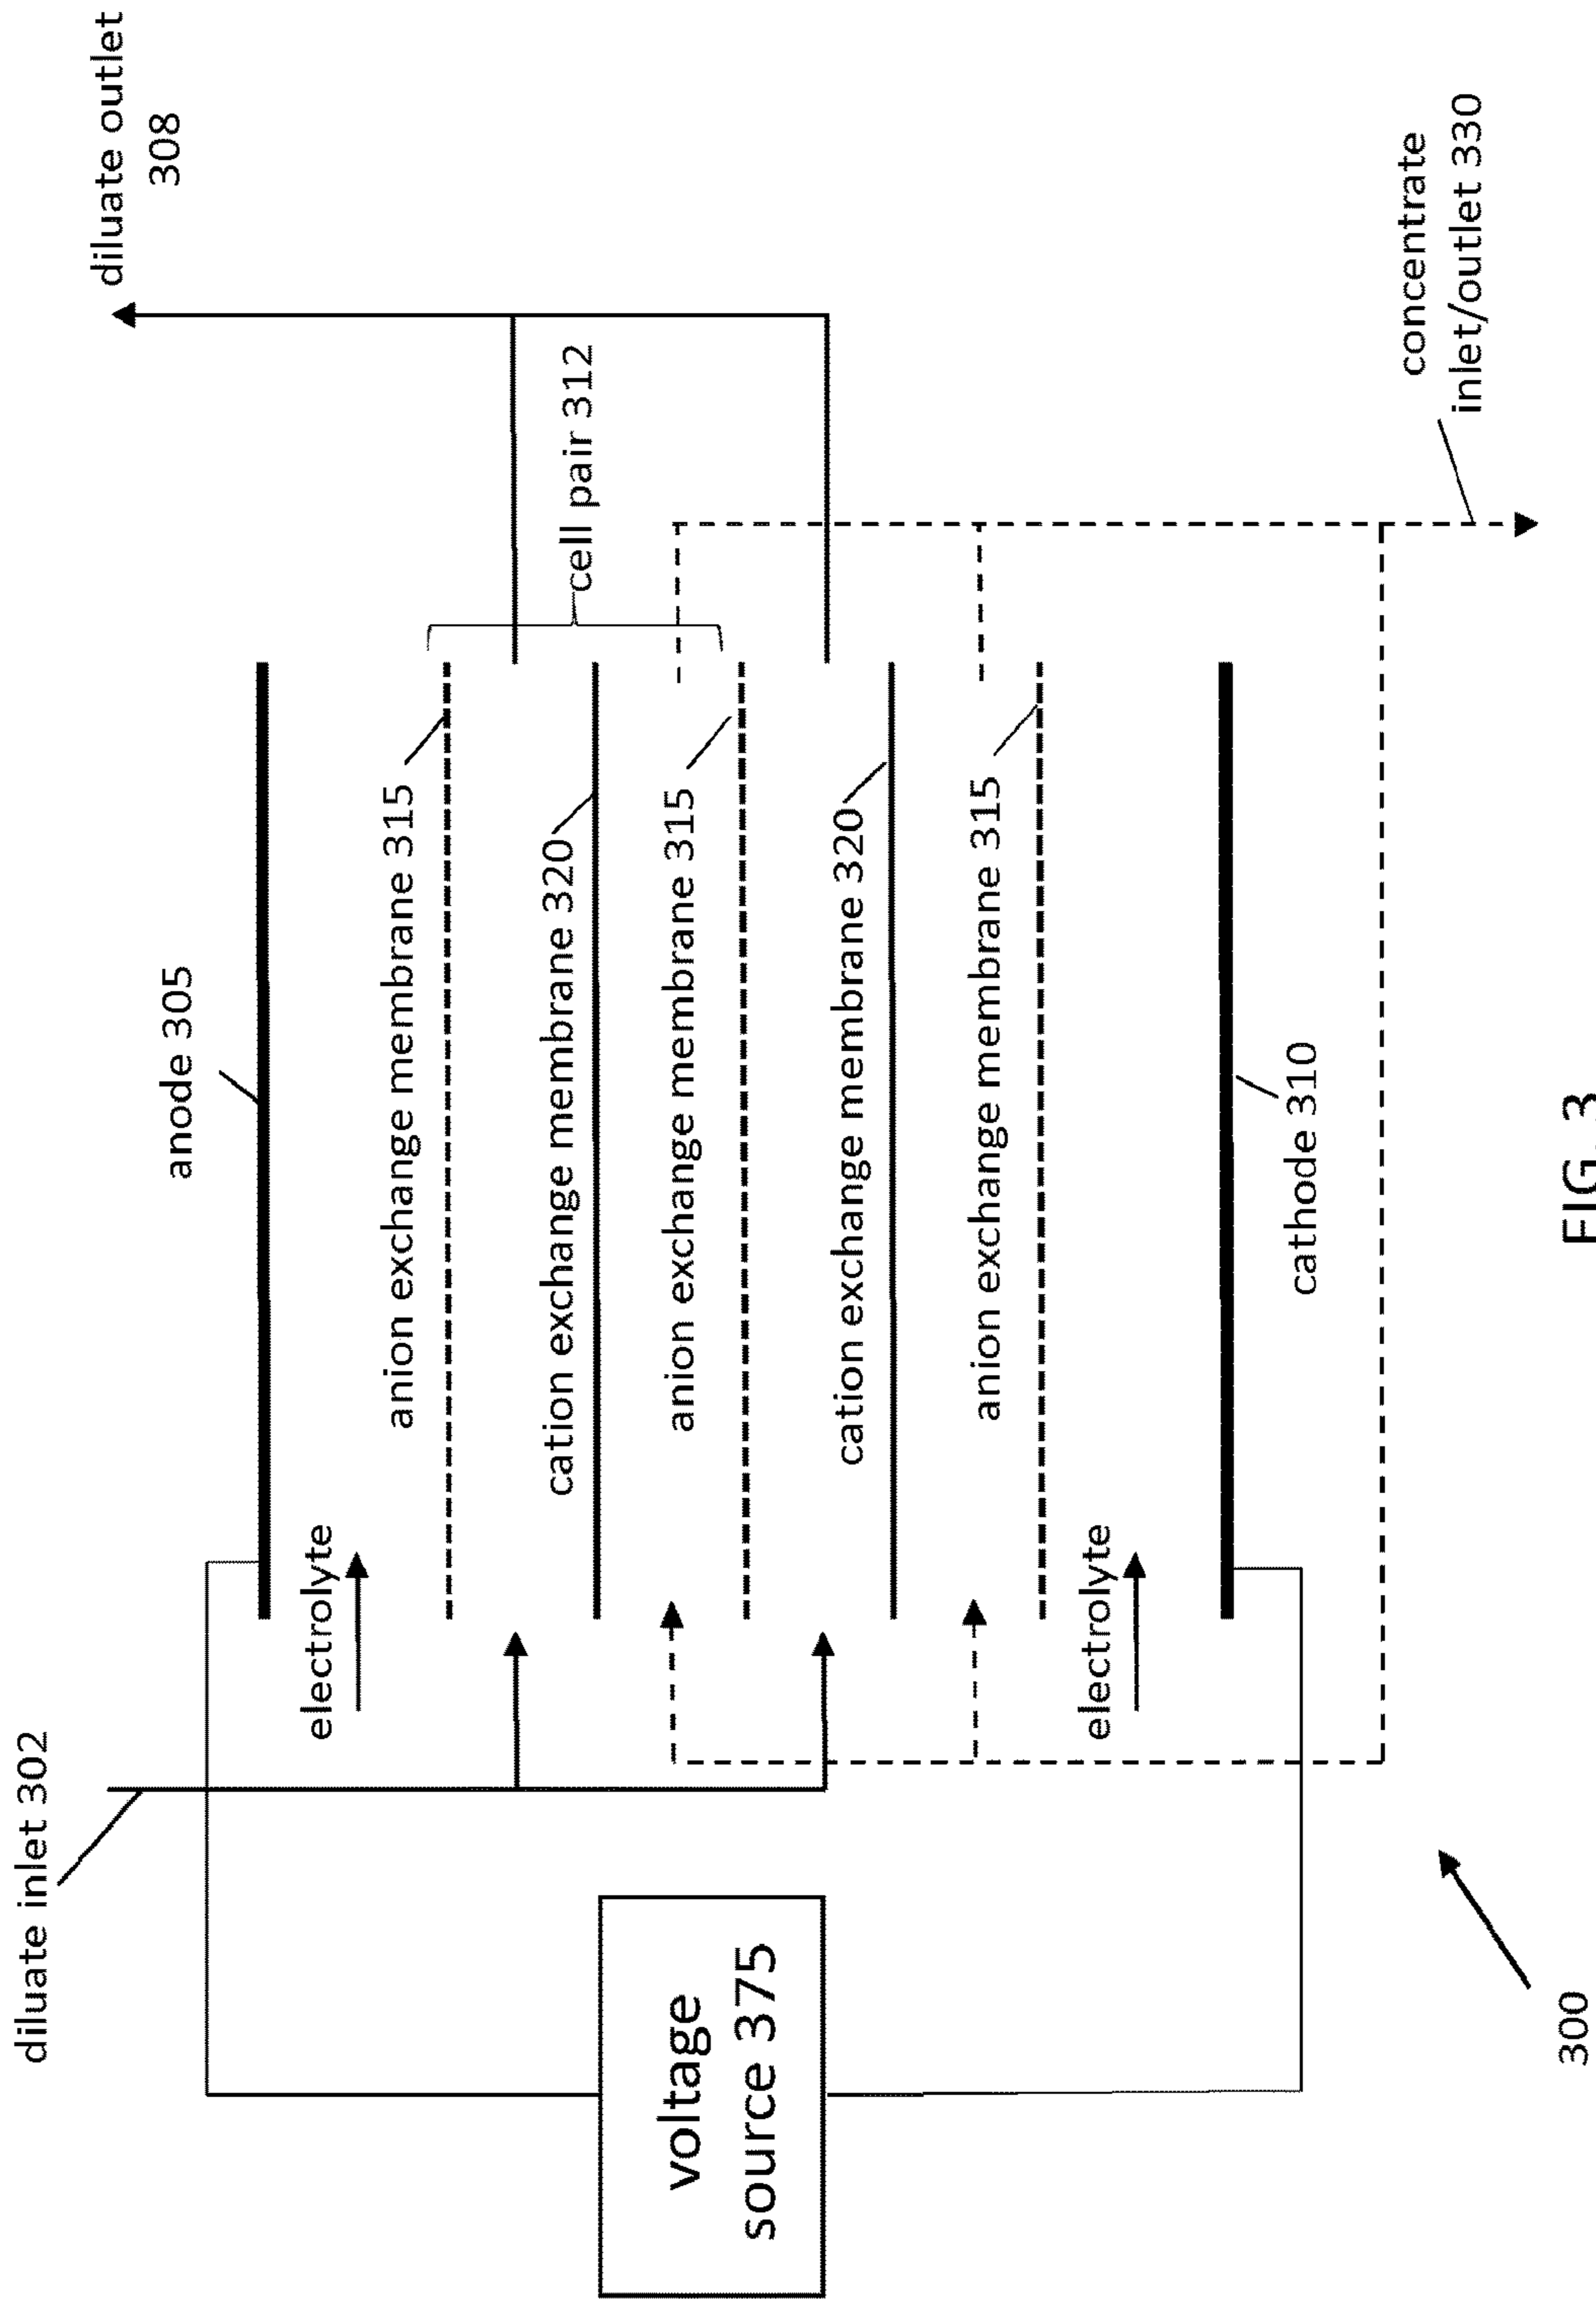 diluate inlet 302
diluate outlet
308
anode 305
electrolyte
anion exchange membrane 315
cation exchange membrane 320
cell pair 312
anion exchange membrane 315
voltage
source 375
cation exchange membrane 320
anion exchange membrane 315
electrolyte
cathode 310
concentrate
inlet/outlet 330
300
FIG. 3